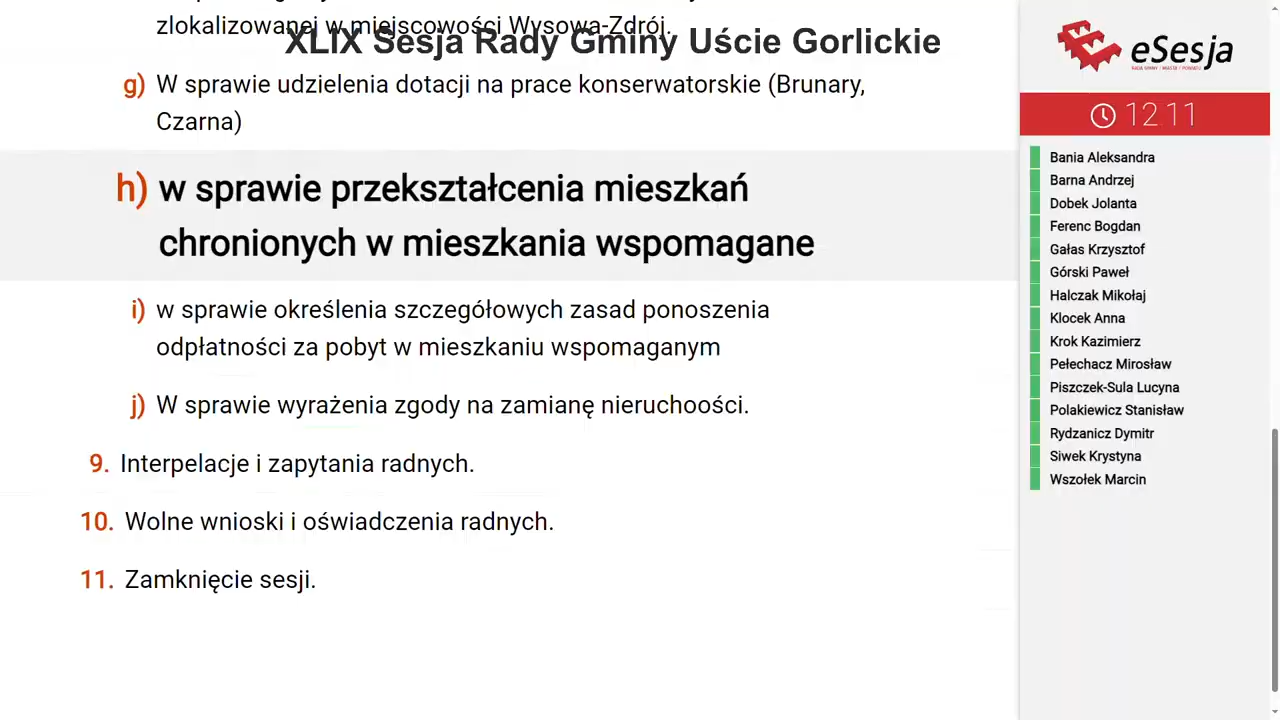 zlokalizowanej w miejscowości Wysowa-Zdrój.
XLIX Sesja Rady Gminy Uście Gorlickie
g) W sprawie udzielenia dotacji na prace konserwatorskie (Brunary,
Czarna)
h) w sprawie przekształcenia mieszkań
chronionych w mieszkania wspomagane
i) w sprawie określenia szczegółowych zasad ponoszenia
odpłatności za pobyt w mieszkaniu wspomaganym
j) W sprawie wyrażenia zgody na zamianę nieruchoości.
9. Interpelacje i zapytania radnych.
10. Wolne wnioski i oświadczenia radnych.
11. Zamknięcie sesji.
eSesja
12 11
Bania Aleksandra
Barna Andrzej
Dobek Jolanta
Ferenc Bogdan
Gałas Krzysztof
Górski Paweł
Halczak Mikołaj
Klocek Anna
Krok Kazimierz
Pełechacz Mirosław
Piszczek-Sula Lucyna
Polakiewicz Stanisław
Rydzanicz Dymitr
Siwek Krystyna
Wszołek Marcin